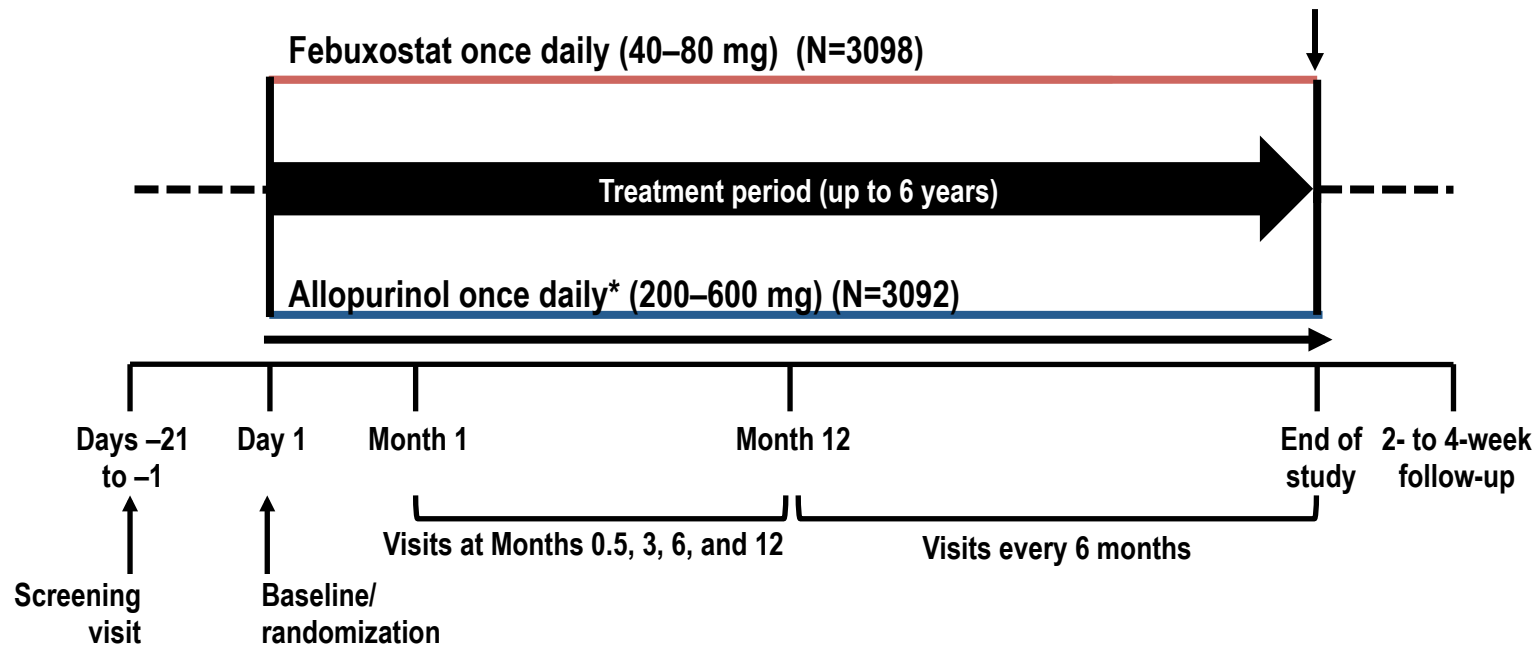 Febuxostat once daily (40–80 mg)  (N=3098)
Treatment period (up to 6 years)
Allopurinol once daily* (200–600 mg) (N=3092)
Days –21
to –1
Day 1
Month 1
Month 12
End of
study
2- to 4-week
follow-up
Visits at Months 0.5, 3, 6, and 12
Visits every 6 months
Screening
visit
Baseline/
randomization